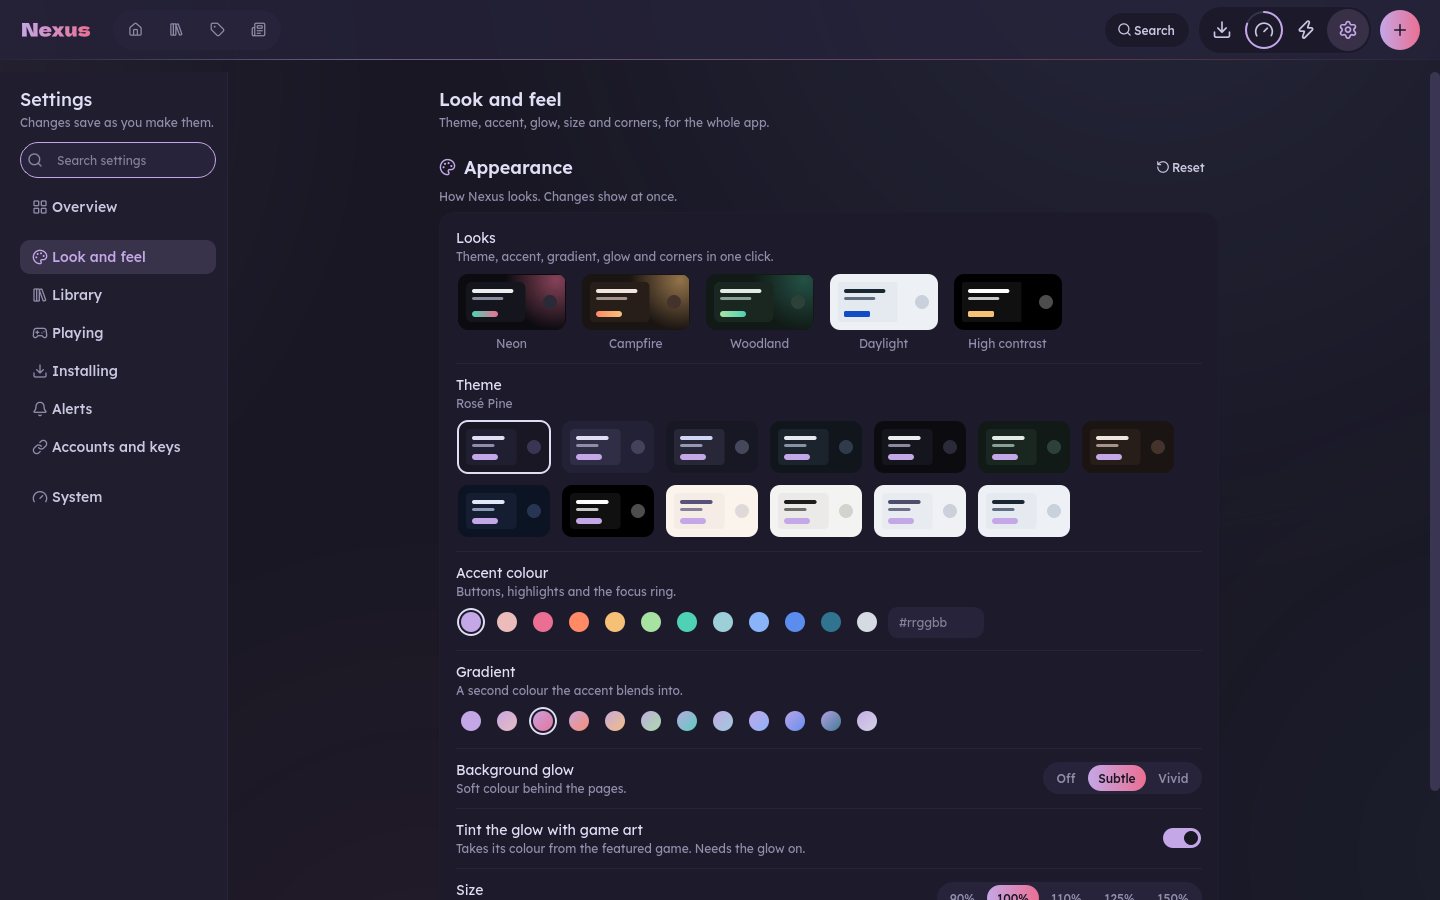 Nexus
Search
Settings
Changes save as you make them.
Search settings
Overview
Look and feel
Library
Playing
Installing
Alerts
Accounts and keys
System
Look and feel
Theme, accent, glow, size and corners, for the whole app.
Appearance
Reset
How Nexus looks. Changes show at once.
Looks
Theme, accent, gradient, glow and corners in one click.
Neon
Campfire
Woodland
Daylight
High contrast
Theme
Rosé Pine
Accent colour
Buttons, highlights and the focus ring.
#rrggbb
Gradient
A second colour the accent blends into.
Background glow
Soft colour behind the pages.
Off
Subtle
Vivid
Tint the glow with game art
Takes its colour from the featured game. Needs the glow on.
Size
90%
100%
110%
125%
150%